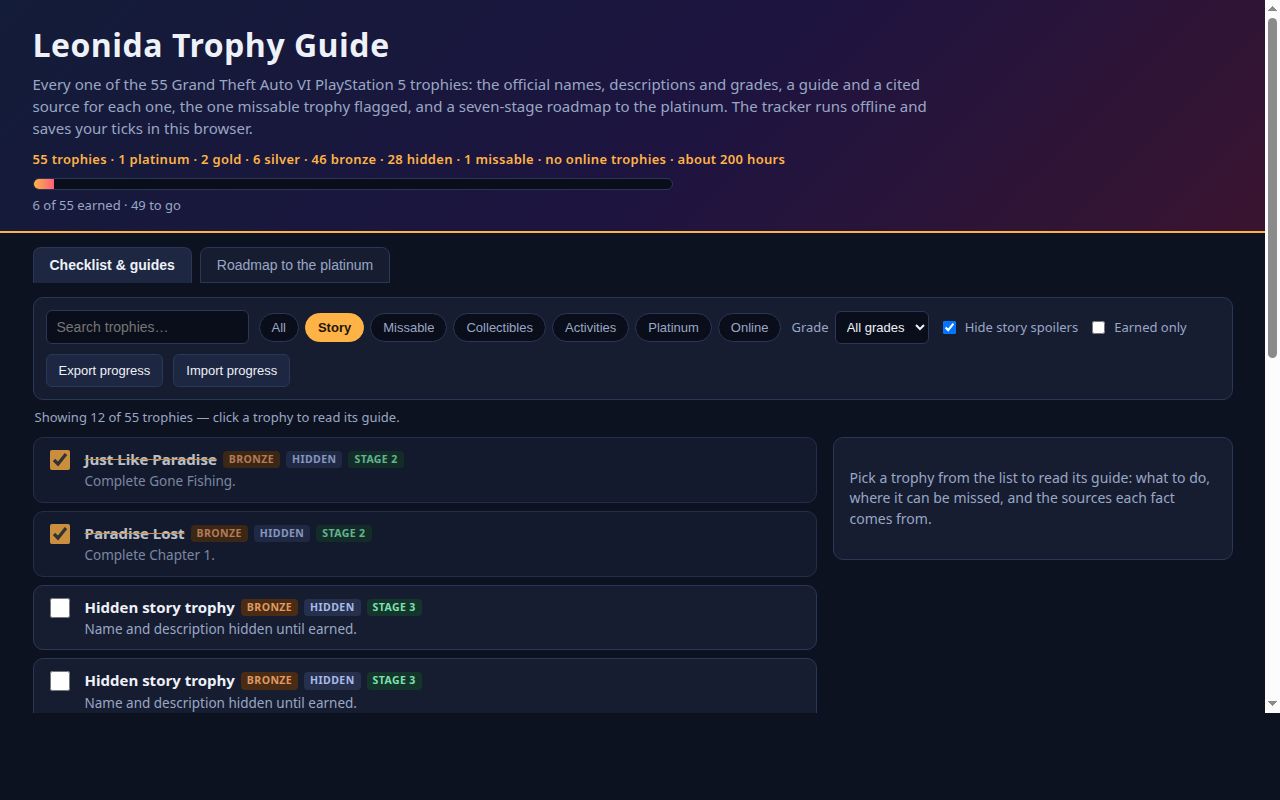 Leonida Trophy Guide
Every one of the 55 Grand Theft Auto VI PlayStation 5 trophies: the official names, descriptions and grades, a guide and a cited
source for each one, the one missable trophy flagged, and a seven-stage roadmap to the platinum. The tracker runs offline and
saves your ticks in this browser.
55 trophies · 1 platinum · 2 gold · 6 silver · 46 bronze · 28 hidden · 1 missable · no online trophies · about 200 hours
6 of 55 earned · 49 to go
Checklist & guides Roadmap to the platinum
Search trophies… All Story Missable Collectibles Activities Platinum Online Grade All grades Hide story spoilers Earned only
Export progress Import progress
Showing 12 of 55 trophies — click a trophy to read its guide.
Just Like Paradise BRONZE HIDDEN STAGE 2
Complete Gone Fishing.
Paradise Lost BRONZE HIDDEN STAGE 2
Complete Chapter 1.
Hidden story trophy BRONZE HIDDEN STAGE 3
Name and description hidden until earned.
Hidden story trophy BRONZE HIDDEN STAGE 3
Name and description hidden until earned.
Pick a trophy from the list to read its guide: what to do,
where it can be missed, and the sources each fact
comes from.